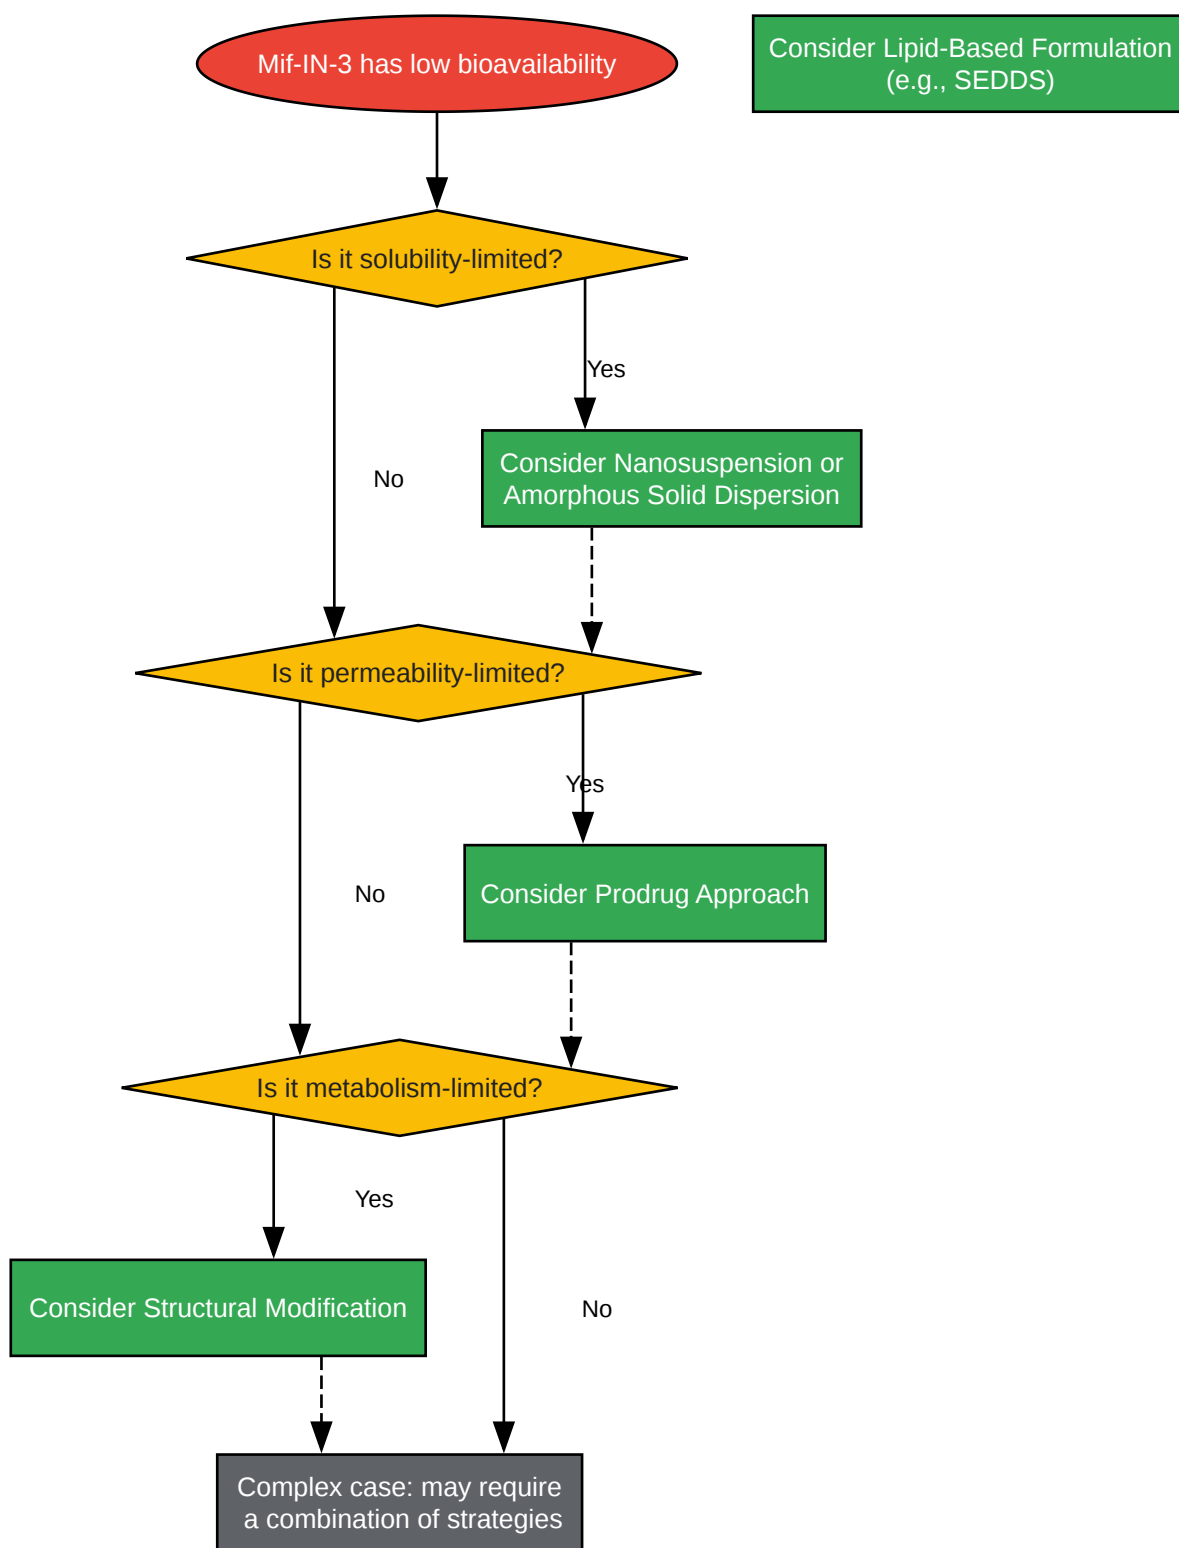 Mif-IN-3 has low bioavailability
Consider Lipid-Based Formulation
(e.g., SEDDS)
Is it solubility-limited?
Yes
No
Consider Nanosuspension or
Amorphous Solid Dispersion
Is it permeability-limited?
Yes
No
Consider Prodrug Approach
Is it metabolism-limited?
Yes
No
Consider Structural Modification
Complex case: may require
a combination of strategies